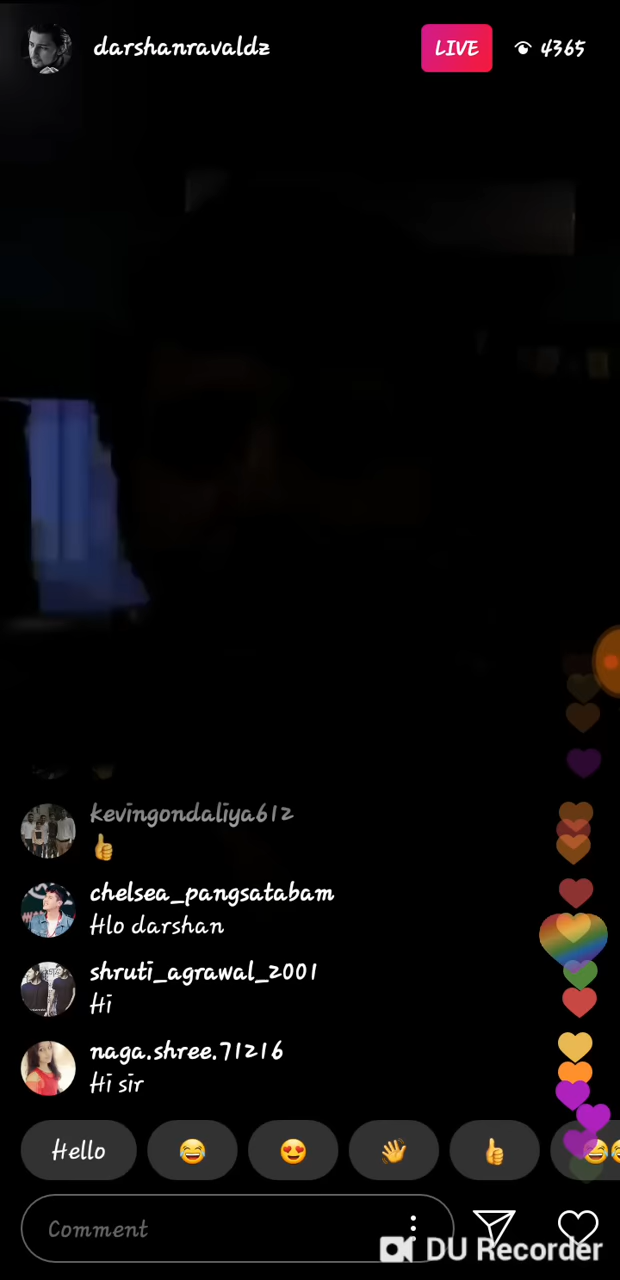 darshanravaldz
LIVE 4365
kevingondaliya612
chelsea_pangsatabam
Hlo darshan
shruti_agrawal_2001
Hi
naga.shree.71216
Hi sir
Hello
Comment
DU Recorder